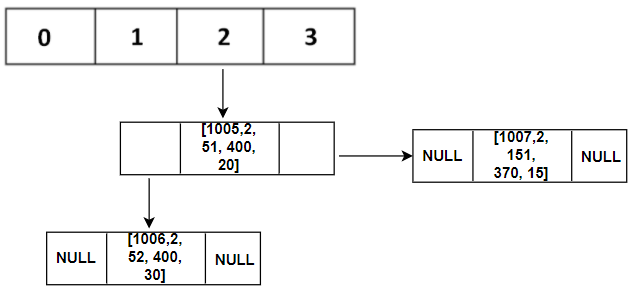 0 1 2 3
[1005,2,
51, 400,
20]
NULL
[1007,2,
151,
370, 15]
NULL
NULL
[1006,2,
52, 400,
30]
NULL